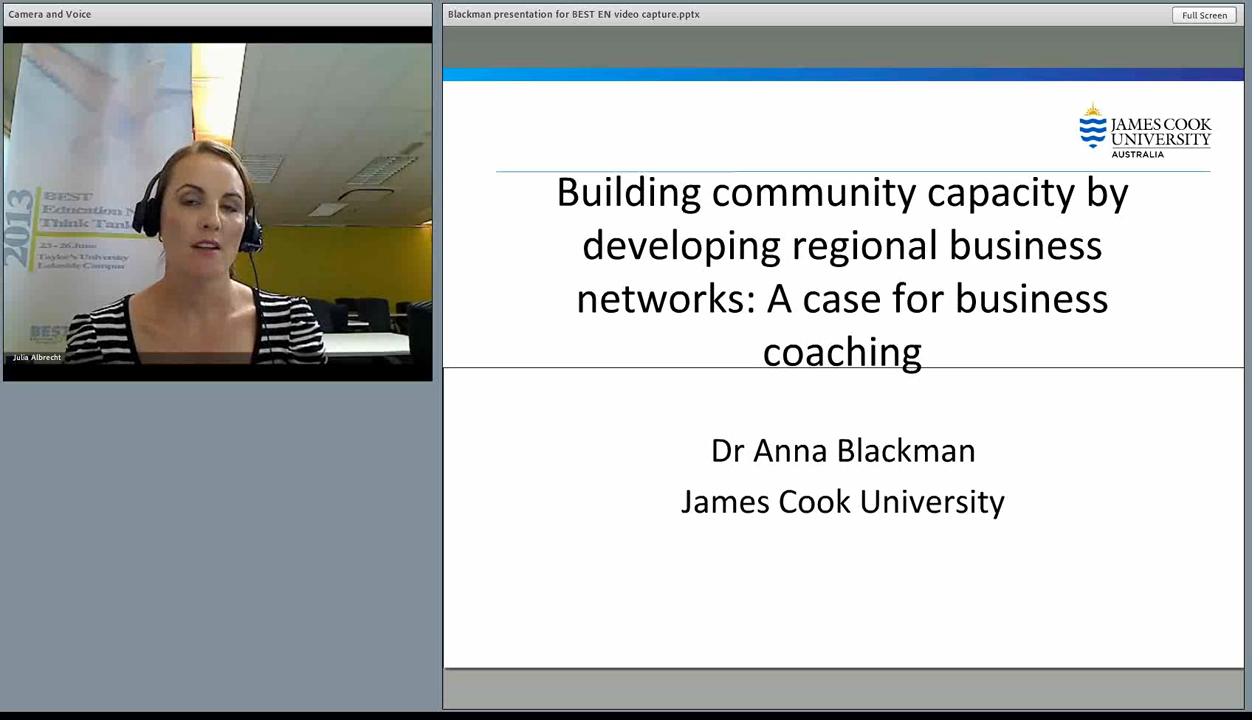 Camera and Voice
2013
BEST
Education N
Think Tank
23 - 26 June
Taylor's University
Lakeside Campus
BEST
Julia Albrecht
Blackman presentation for BEST EN video capture.pptx
Full Screen
JAMES COOK
UNIVERSITY
AUSTRALIA
Building community capacity by
developing regional business
networks: A case for business
coaching
Dr Anna Blackman
James Cook University